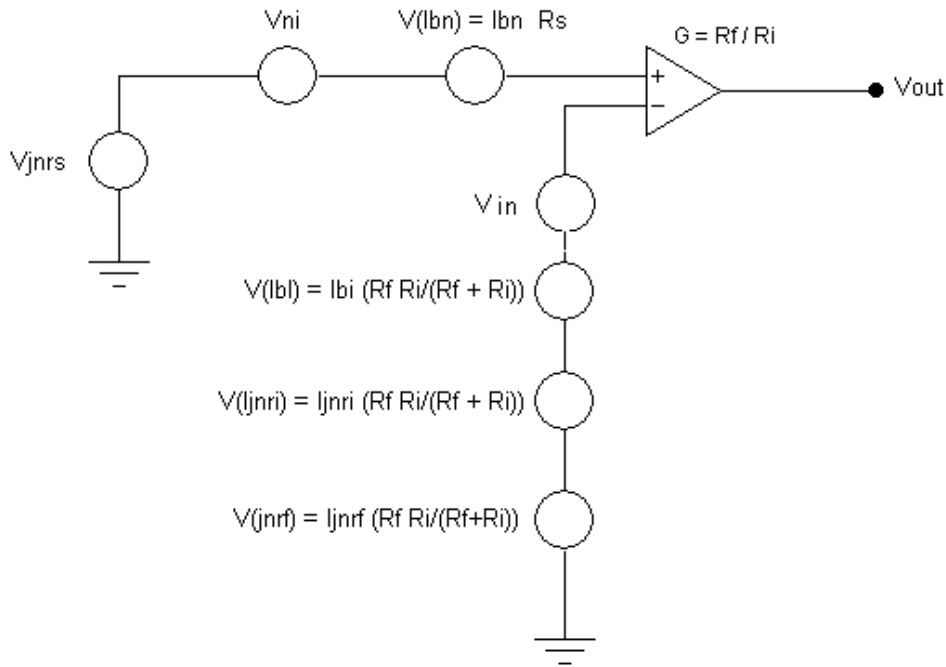 Vni
V(Ibn) = Ibn Rs
G = Rf / Ri
+
−
Vout
Vjnrs
V in
V(IbI) = Ibi (Rf Ri/(Rf + Ri))
V(Ijnri) = Ijnri (Rf Ri/(Rf + Ri))
V(jnrf) = Ijnrf (Rf Ri/(Rf+Ri))